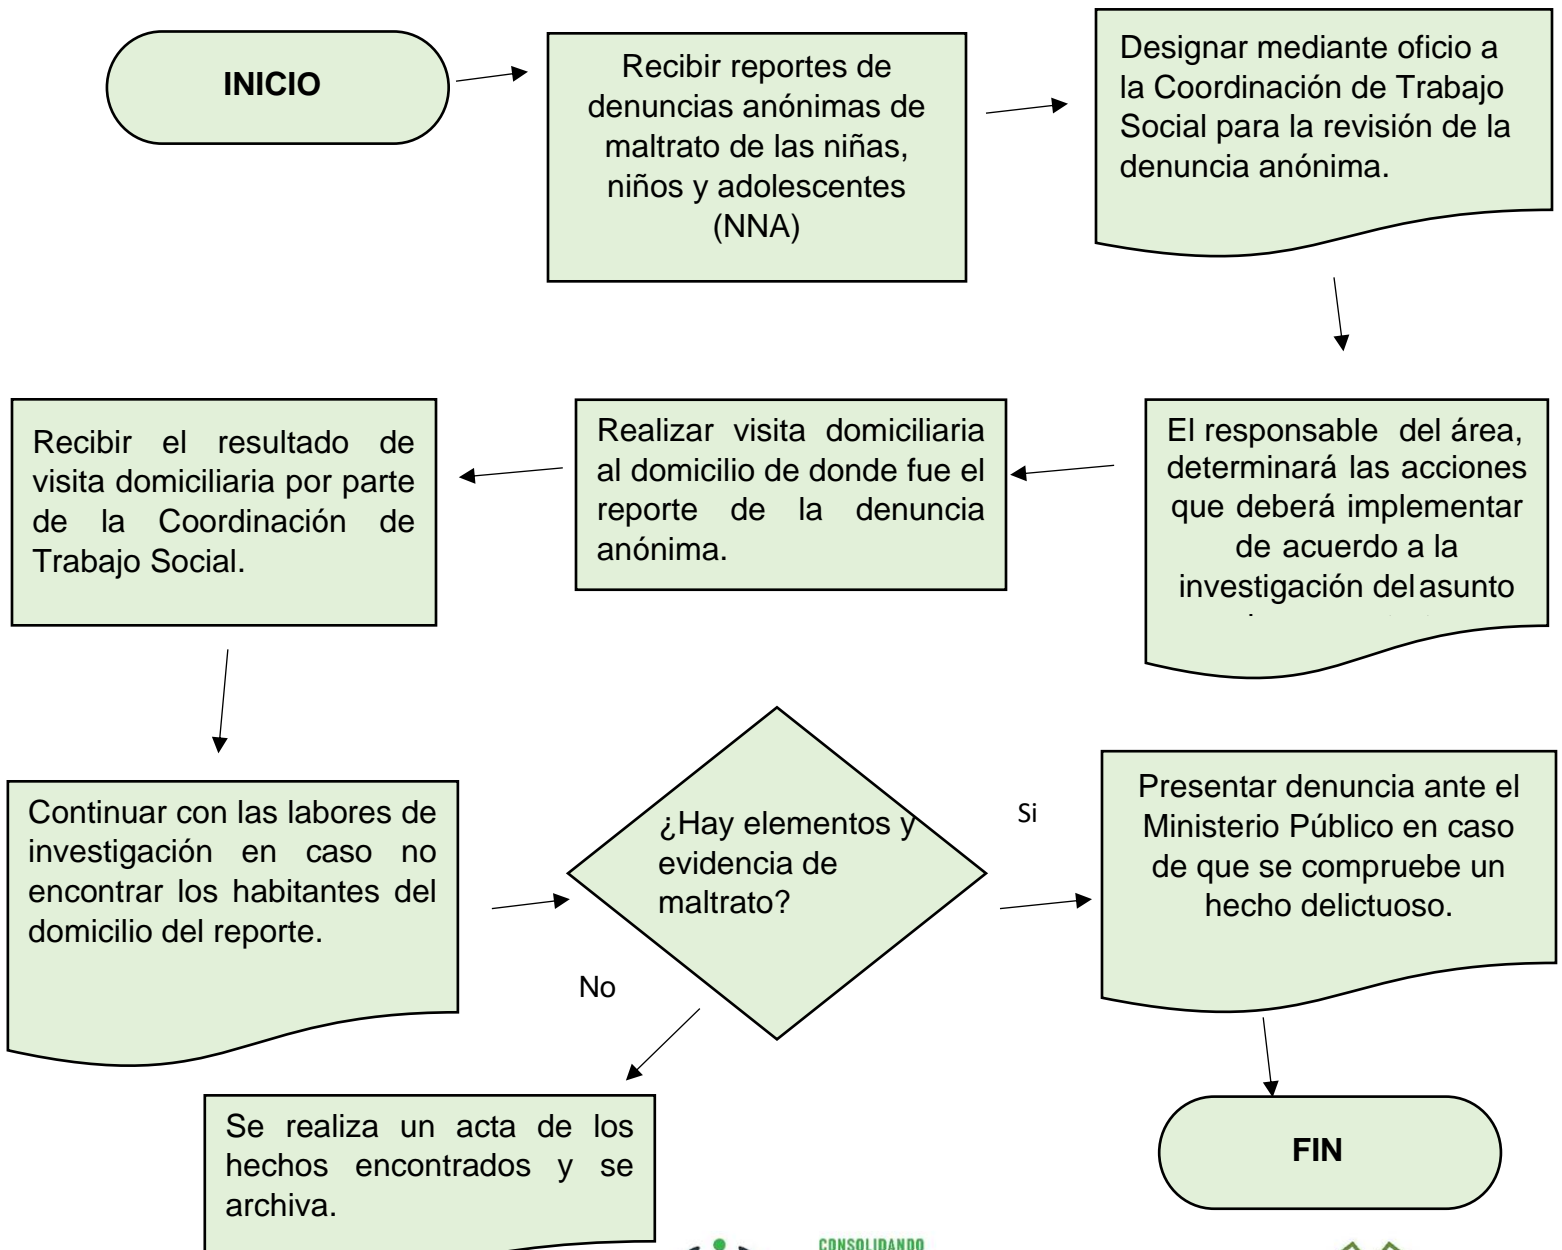 INICIO
Recibir reportes de
denuncias anónimas de
maltrato de las niñas,
niños y adolescentes
(NNA)
Designar mediante oficio a
la Coordinación de Trabajo
Social para la revisión de la
denuncia anónima.
El responsable del área,
determinará las acciones
que deberá implementar
de acuerdo a la
investigación del asunto
Realizar visita domiciliaria
al domicilio de donde fue el
reporte de la denuncia
anónima.
Recibir el resultado de
visita domiciliaria por parte
de la Coordinación de
Trabajo Social.
Continuar con las labores de
investigación en caso no
encontrar los habitantes del
domicilio del reporte.
¿Hay elementos y
evidencia de
maltrato?
Si
Presentar denuncia ante el
Ministerio Público en caso
de que se compruebe un
hecho delictuoso.
No
Se realiza un acta de los
hechos encontrados y se
archiva.
FIN
CONSOLIDANDO